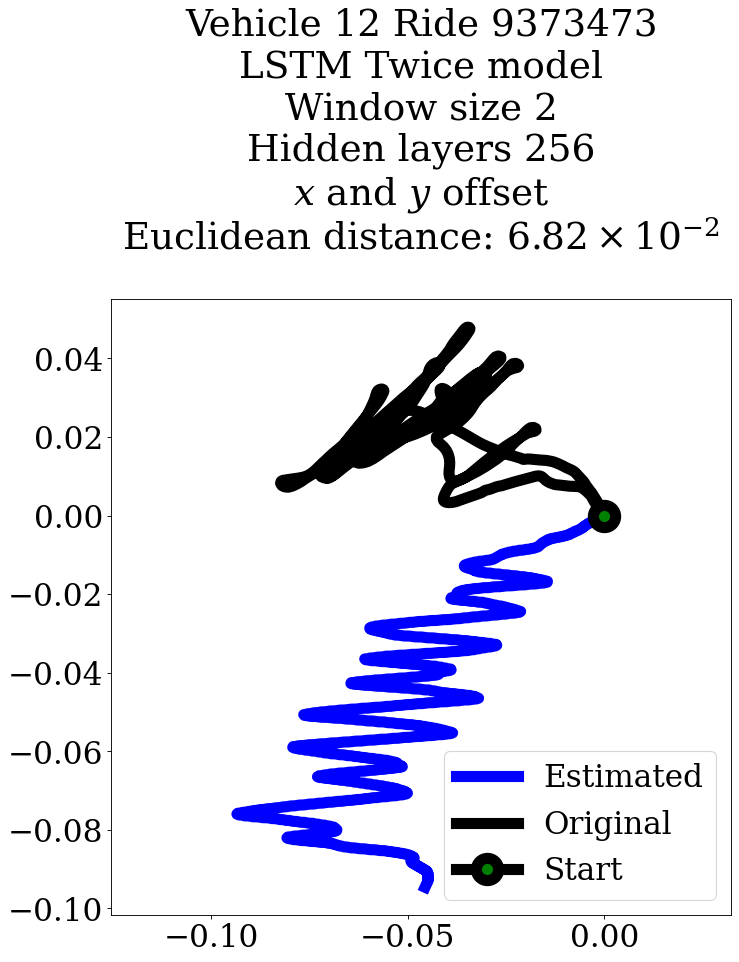 Vehicle 12 Ride 9373473
LSTM Twice model
Window size 2
Hidden layers 256
x and y offset
Euclidean distance: 6.82 × 10⁻²
0.04
0.02
0.00
−0.02
−0.04
−0.06
−0.08
−0.10
Estimated
Original
Start
−0.10
−0.05
0.00